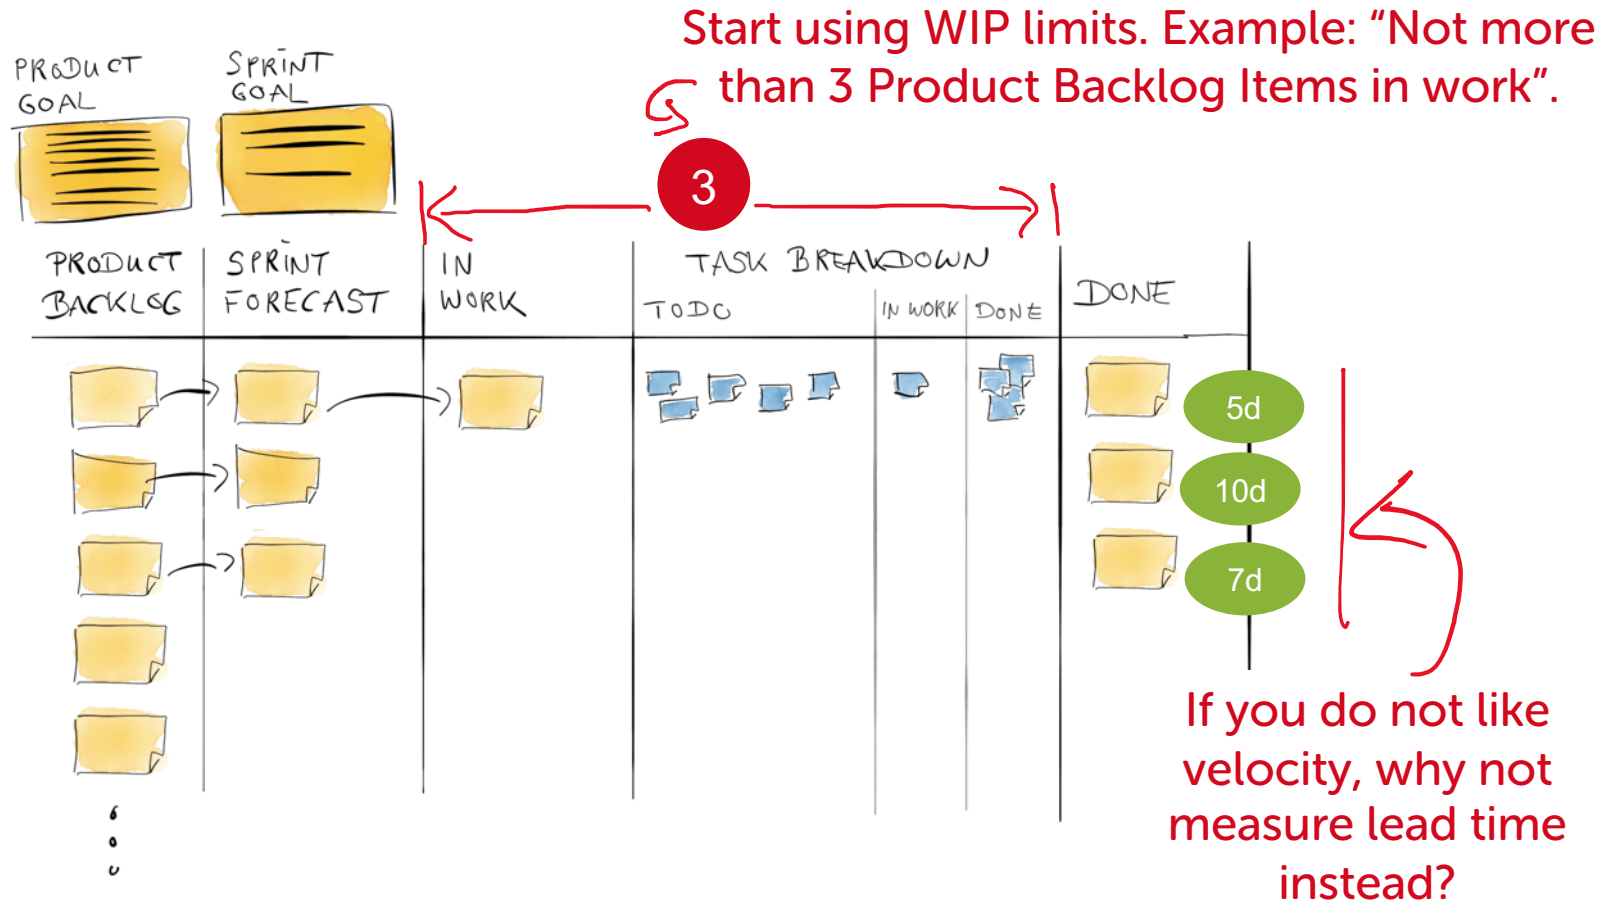 Start using WIP limits. Example: “Not more
than 3 Product Backlog Items in work”.
PRODUCT
GOAL
SPRINT
GOAL
3
PRODUCT
BACKLOG
SPRINT
FORECAST
IN
WORK
TASK BREAKDOWN
TODO
IN WORK
DONE
DONE
5d
10d
7d
If you do not like
velocity, why not
measure lead time
instead?